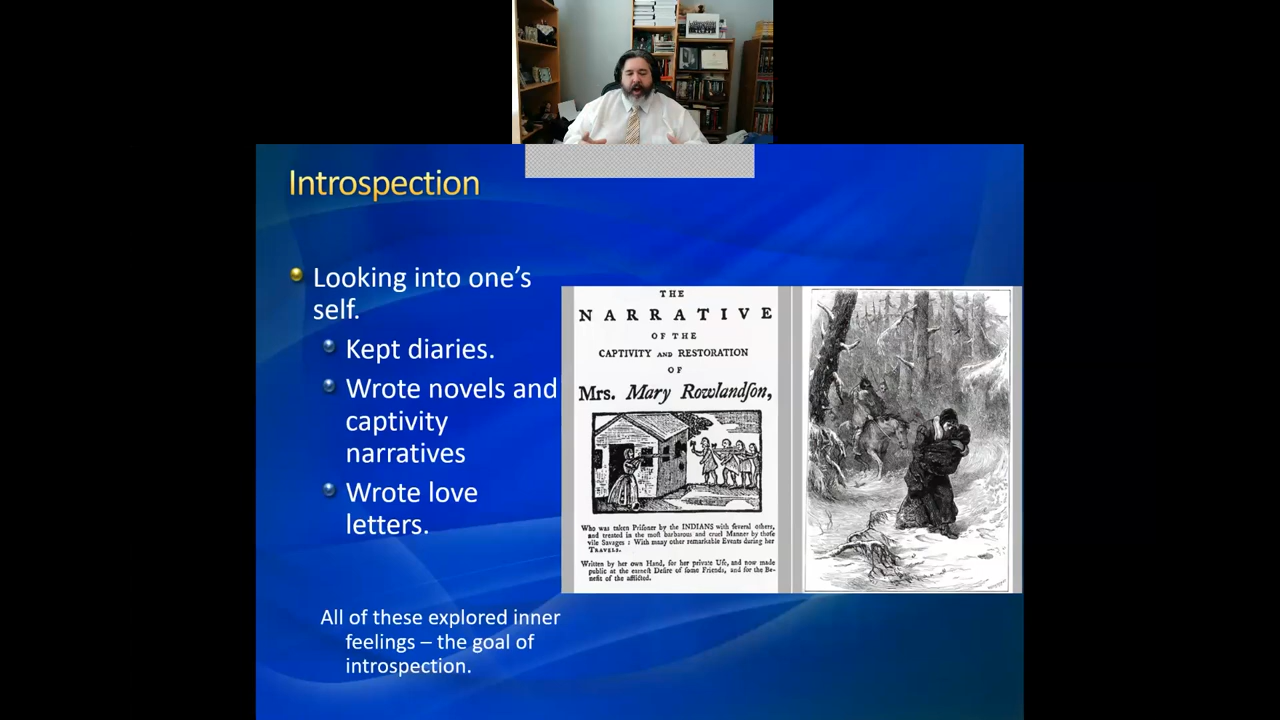 Introspection
Looking into one’s
self.
Kept diaries.
Wrote novels and
captivity
narratives
Wrote love
letters.
All of these explored inner
feelings – the goal of
introspection.
THE
NARRATIVE
OF THE
CAPTIVITY AND RESTORATION
OF
Mrs. Mary Rowlandſon,
Who was taken Priſoner by the INDIANS with ſeveral others,
and treated in the moſt barbarous and cruel Manner by thoſe
vile Savages : With many other remarkable Events during her
TRAVELS.
Written by her own Hand, for her private Uſe, and now made
public at the earneſt Deſire of ſome Friends, and for the Be-
nefit of the afflicted.